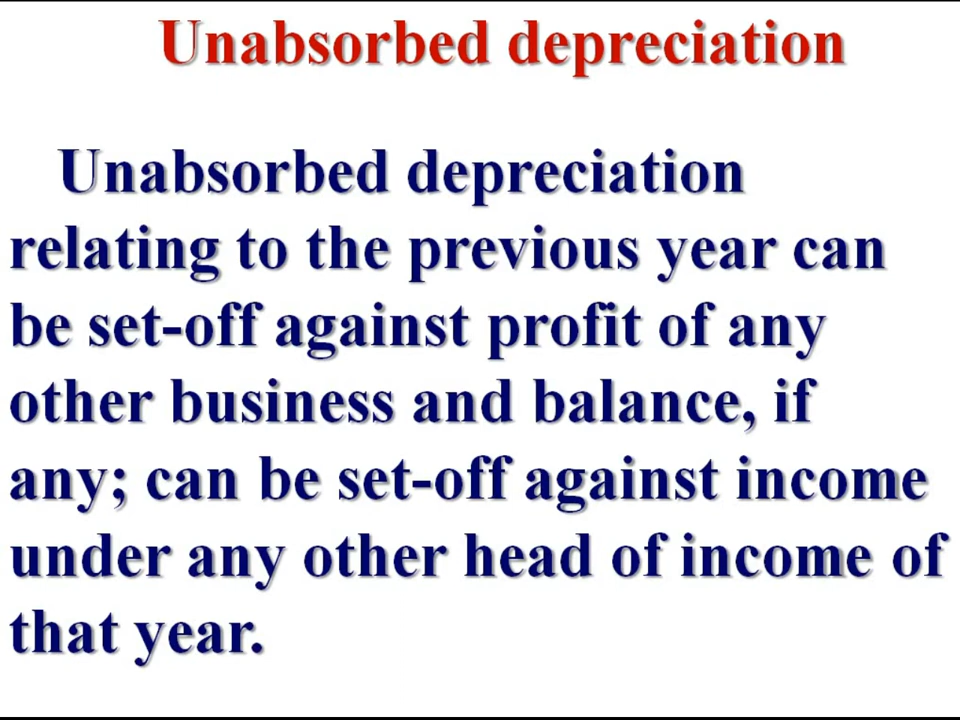 Unabsorbed depreciation
Unabsorbed depreciation
relating to the previous year can
be set-off against profit of any
other business and balance, if
any; can be set-off against income
under any other head of income of
that year.